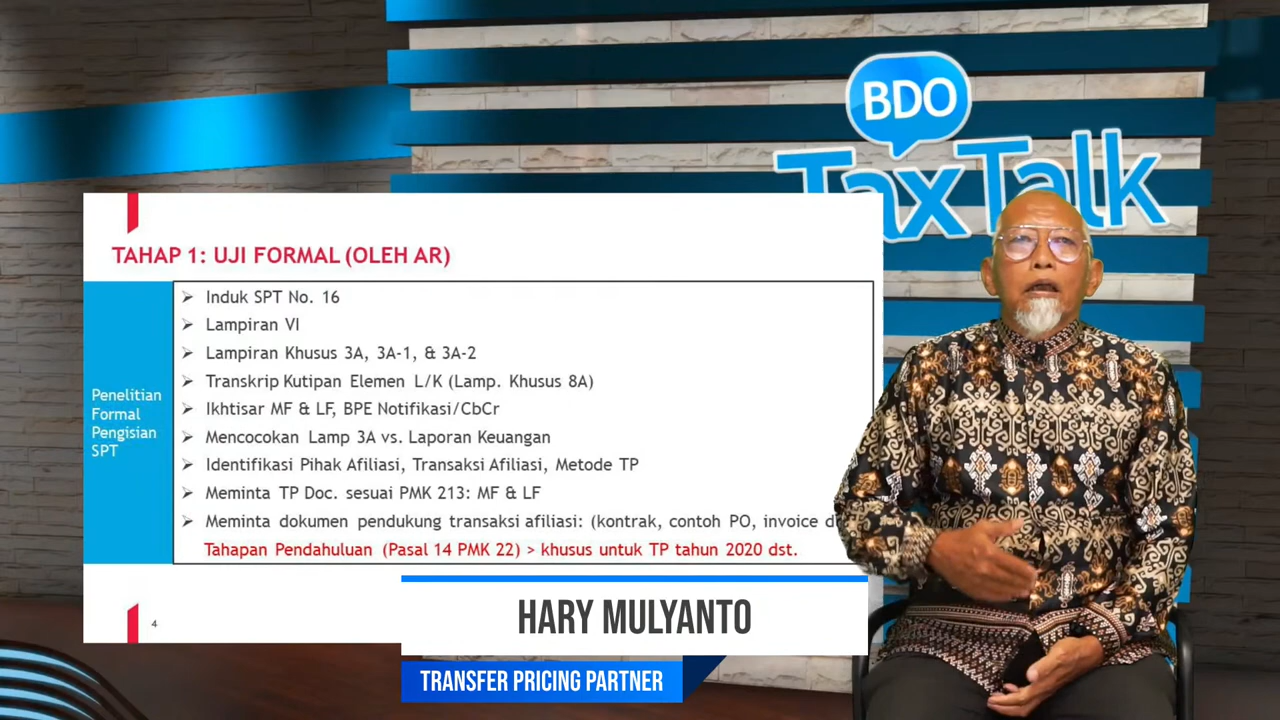 BDO
TaxTalk
TAHAP 1: UJI FORMAL (OLEH AR)
Penelitian
Formal
Pengisian
SPT
➢ Induk SPT No. 16
➢ Lampiran VI
➢ Lampiran Khusus 3A, 3A-1, & 3A-2
➢ Transkrip Kutipan Elemen L/K (Lamp. Khusus 8A)
➢ Ikhtisar MF & LF, BPE Notifikasi/CbCr
➢ Mencocokan Lamp 3A vs. Laporan Keuangan
➢ Identifikasi Pihak Afiliasi, Transaksi Afiliasi, Metode TP
➢ Meminta TP Doc. sesuai PMK 213: MF & LF
➢ Meminta dokumen pendukung transaksi afiliasi: (kontrak, contoh PO, invoice
Tahapan Pendahuluan (Pasal 14 PMK 22) > khusus untuk TP tahun 2020 dst.
4
HARY MULYANTO
TRANSFER PRICING PARTNER